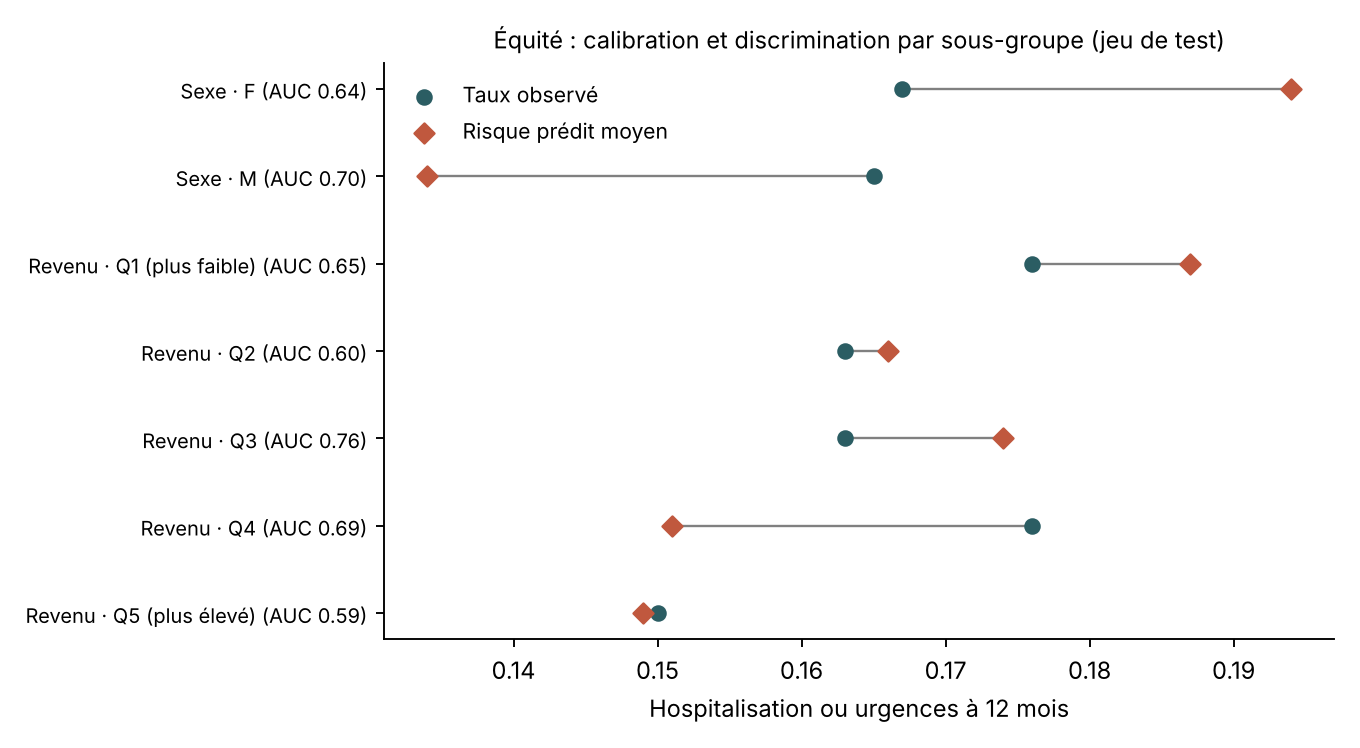 Équité : calibration et discrimination par sous-groupe (jeu de test)
Taux observé
Risque prédit moyen
Sexe · F (AUC 0.64)
Sexe · M (AUC 0.70)
Revenu · Q1 (plus faible) (AUC 0.65)
Revenu · Q2 (AUC 0.60)
Revenu · Q3 (AUC 0.76)
Revenu · Q4 (AUC 0.69)
Revenu · Q5 (plus élevé) (AUC 0.59)
0.14 0.15 0.16 0.17 0.18 0.19
Hospitalisation ou urgences à 12 mois